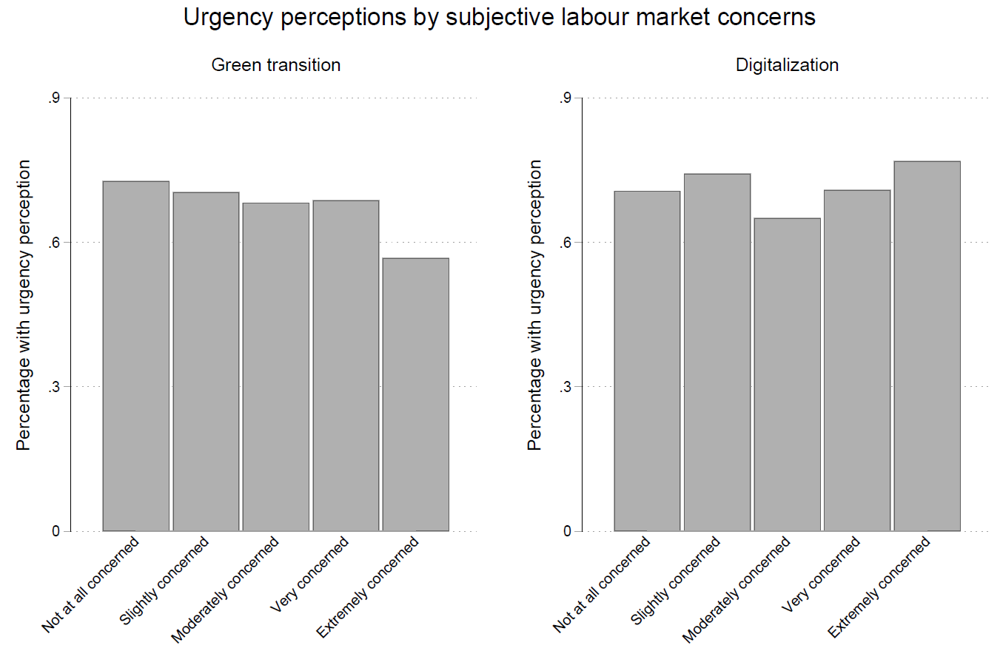 Urgency perceptions by subjective labour market concerns
Green transition
Percentage with urgency perception
.9
.6
.3
0
Not at all concerned
Slightly concerned
Moderately concerned
Very concerned
Extremely concerned
Digitalization
Percentage with urgency perception
.9
.6
.3
0
Not at all concerned
Slightly concerned
Moderately concerned
Very concerned
Extremely concerned